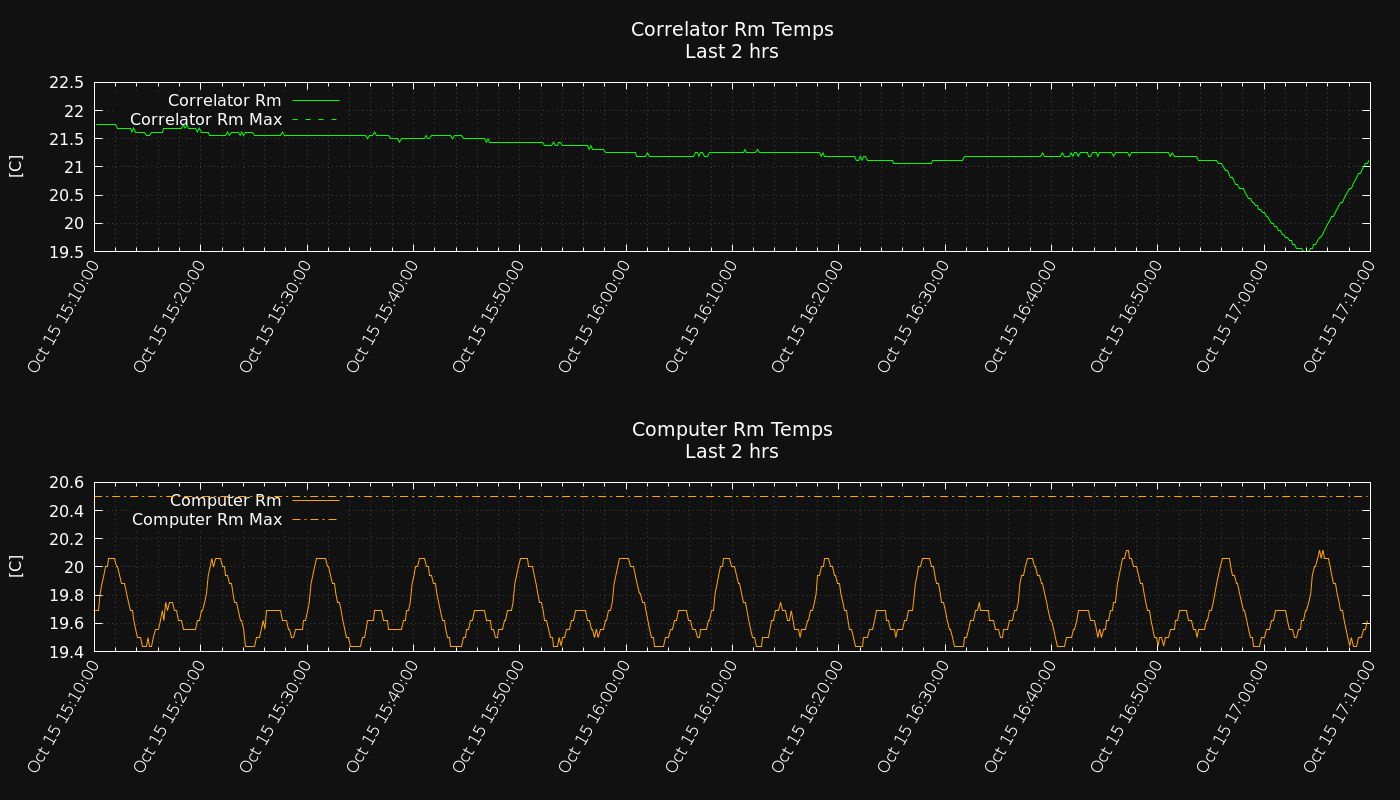 Correlator Rm Temps
Last 2 hrs
22.5
22
21.5
21
20.5
20
19.5
[C]
Correlator Rm
Correlator Rm Max
Oct 15 15:10:00
Oct 15 15:20:00
Oct 15 15:30:00
Oct 15 15:40:00
Oct 15 15:50:00
Oct 15 16:00:00
Oct 15 16:10:00
Oct 15 16:20:00
Oct 15 16:30:00
Oct 15 16:40:00
Oct 15 16:50:00
Oct 15 17:00:00
Oct 15 17:10:00
Computer Rm Temps
Last 2 hrs
20.6
20.4
20.2
20
19.8
19.6
19.4
[C]
Computer Rm
Computer Rm Max
Oct 15 15:10:00
Oct 15 15:20:00
Oct 15 15:30:00
Oct 15 15:40:00
Oct 15 15:50:00
Oct 15 16:00:00
Oct 15 16:10:00
Oct 15 16:20:00
Oct 15 16:30:00
Oct 15 16:40:00
Oct 15 16:50:00
Oct 15 17:00:00
Oct 15 17:10:00